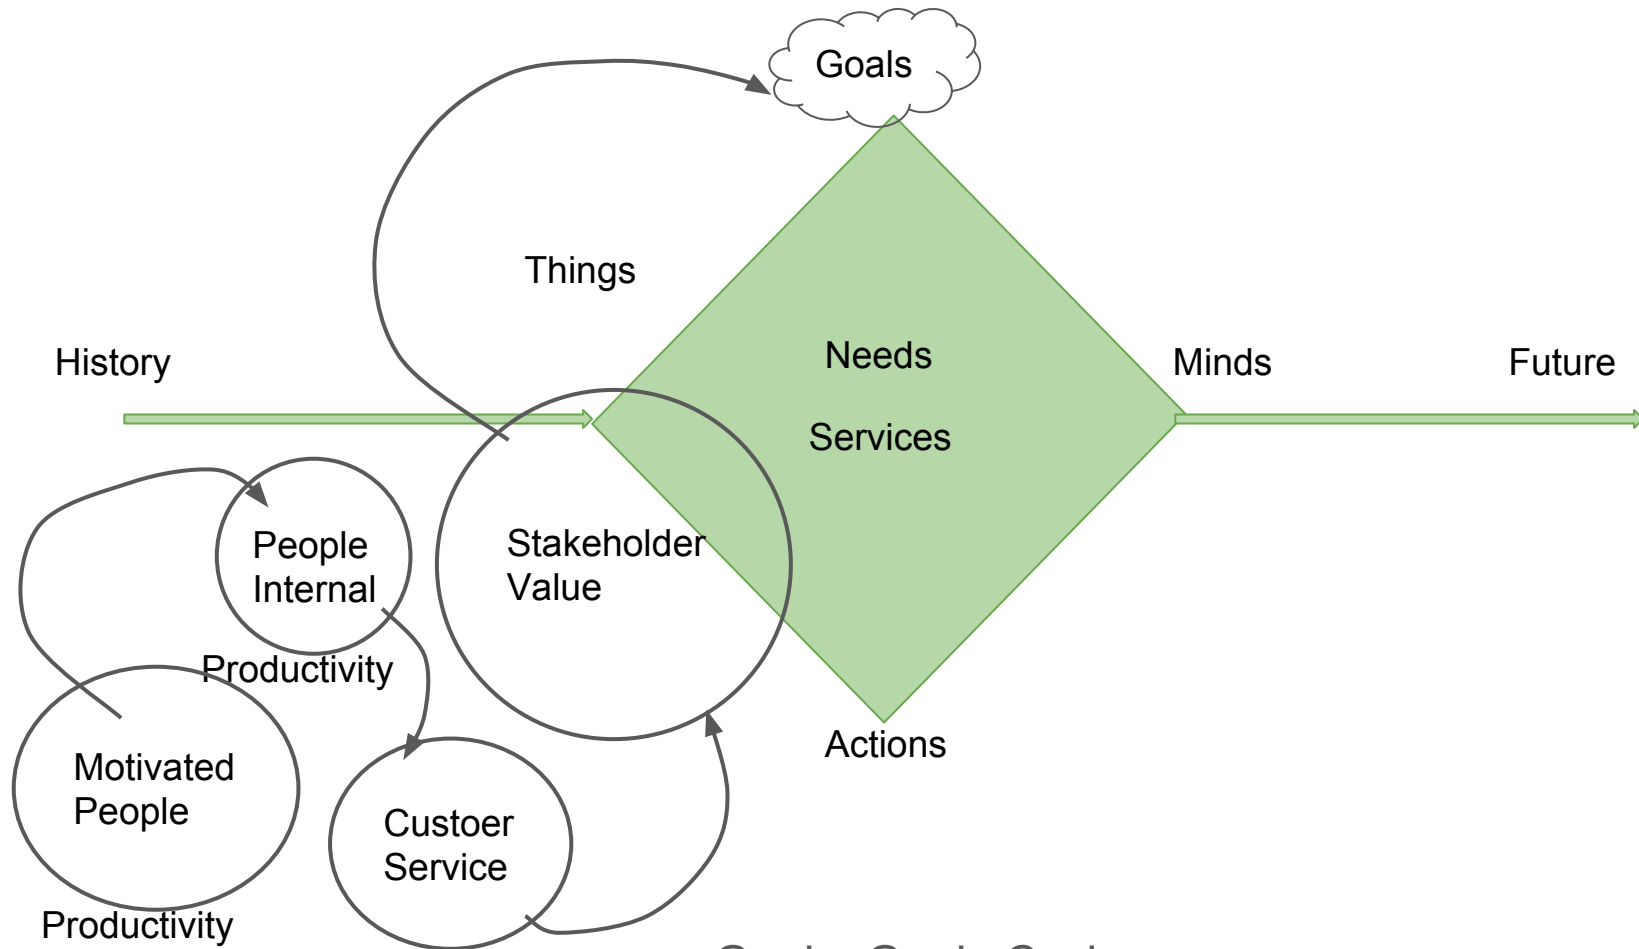 Goals
Things
History
Needs
Minds
Future
Services
People
Internal
Stakeholder
Value
Productivity
Motivated
People
Actions
Custoer
Service
Productivity